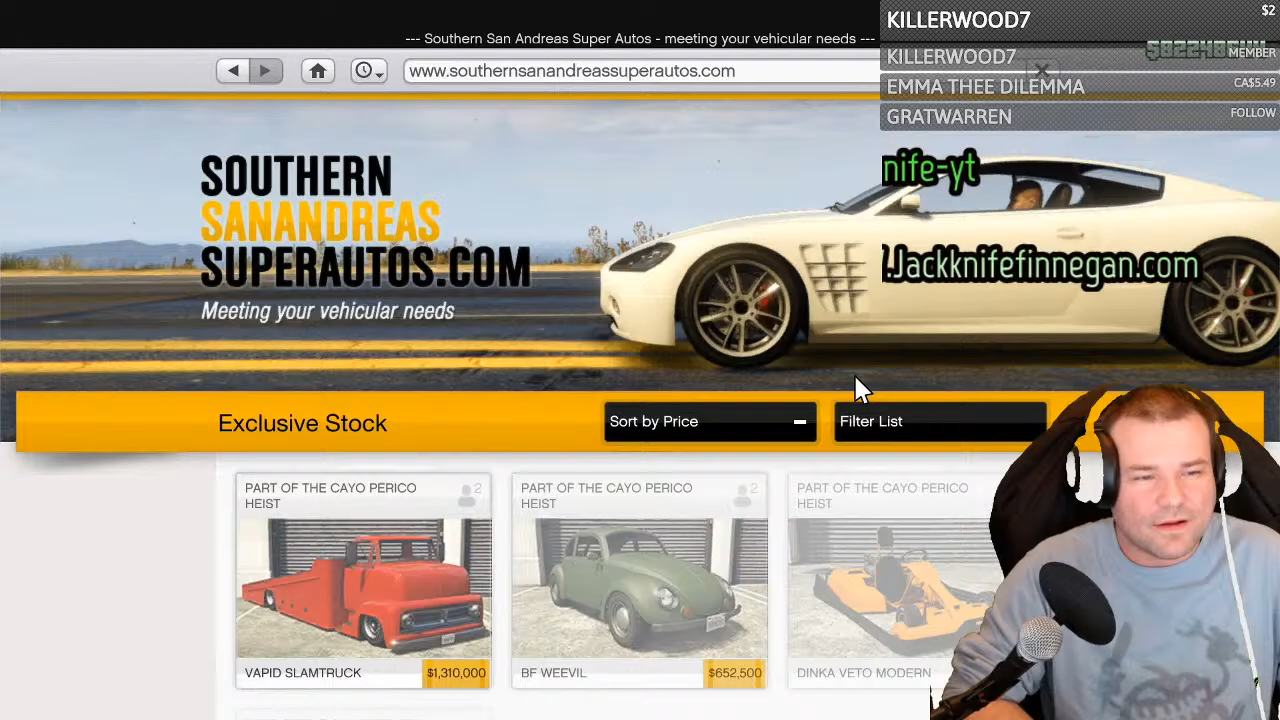 --- Southern San Andreas Super Autos - meeting your vehicular needs ---
KILLERWOOD7 $2
KILLERWOOD7 MEMBER
EMMA THEE DILEMMA CA$5.49
GRATWARREN FOLLOW
www.southernsanandreassuperautos.com
nife-yt
SOUTHERN
SANANDREAS
SUPERAUTOS.COM
Meeting your vehicular needs
.Jackknifefinnegan.com
Exclusive Stock
Sort by Price
Filter List
PART OF THE CAYO PERICO
HEIST
2
PART OF THE CAYO PERICO
HEIST
2
PART OF THE CAYO PERICO
HEIST
VAPID SLAMTRUCK $1,310,000
BF WEEVIL $652,500
DINKA VETO MODERN